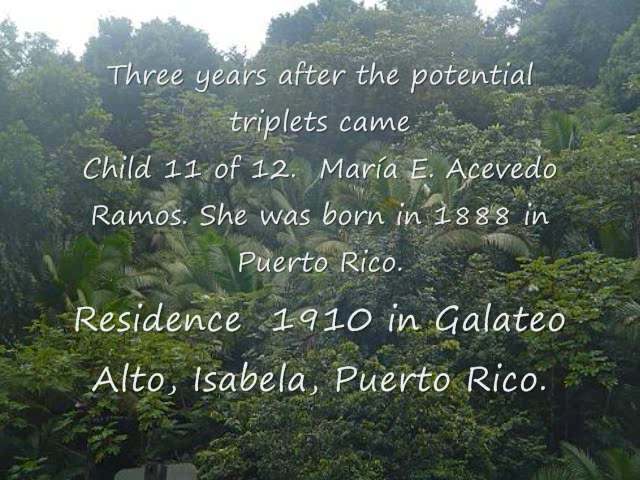 Three years after the potential
triplets came
Child 11 of 12.  María E. Acevedo
Ramos. She was born in 1888 in
Puerto Rico.
Residence  1910 in Galateo
Alto, Isabela, Puerto Rico.